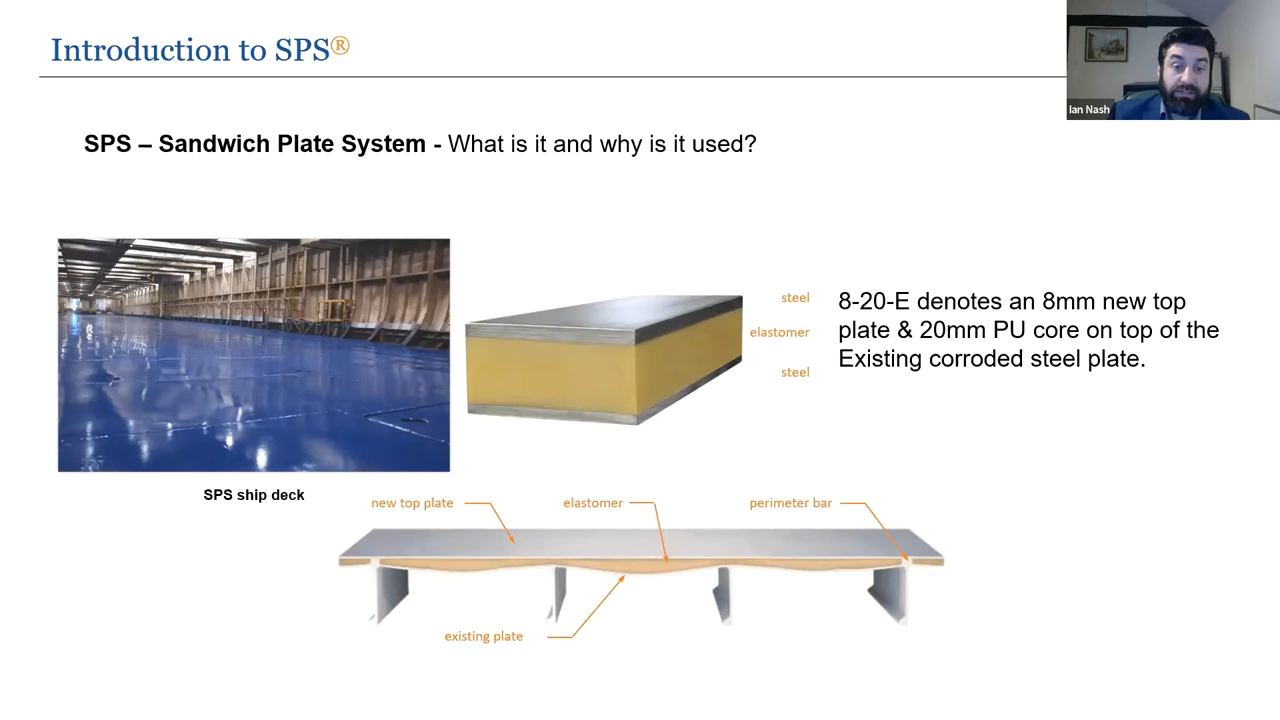 Introduction to SPS®
Ian Nash
SPS – Sandwich Plate System - What is it and why is it used?
steel
elastomer
steel
8-20-E denotes an 8mm new top
plate & 20mm PU core on top of the
Existing corroded steel plate.
SPS ship deck
new top plate
elastomer
perimeter bar
existing plate